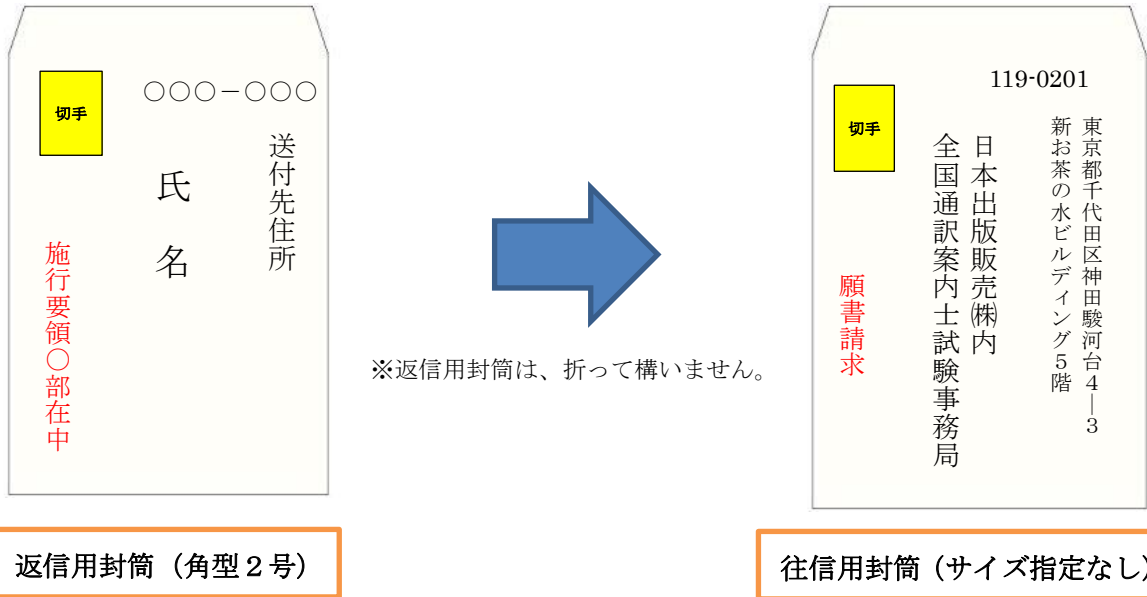 切手
○○○－○○○
送付先住所
氏名
施行要領○部在中
返信用封筒（角型２号）
※返信用封筒は、折って構いません。
切手
119-0201
東京都千代田区神田駿河台４―３
新お茶の水ビルディング５階
日本出版販売㈱内
全国通訳案内士試験事務局
願書請求
往信用封筒（サイズ指定なし）